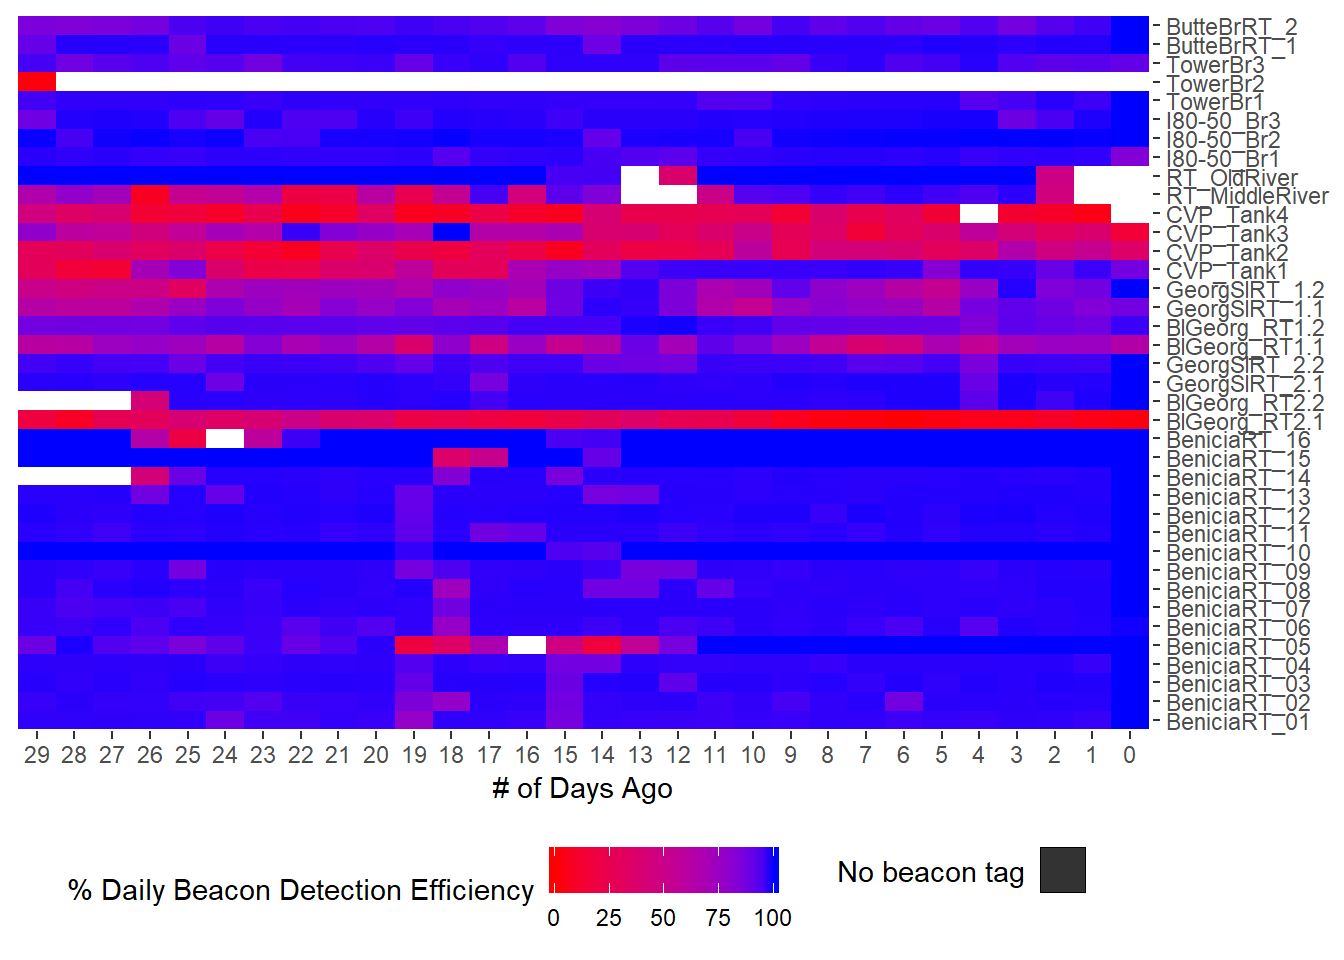 ButteBrRT_2
ButteBrRT_1
TowerBr3
TowerBr2
TowerBr1
I80-50_Br3
I80-50_Br2
I80-50_Br1
RT_OldRiver
RT_MiddleRiver
CVP_Tank4
CVP_Tank3
CVP_Tank2
CVP_Tank1
GeorgSlRT_1.2
GeorgSlRT_1.1
BlGeorg_RT1.2
BlGeorg_RT1.1
GeorgSlRT_2.2
GeorgSlRT_2.1
BlGeorg_RT2.2
BlGeorg_RT2.1
BeniciaRT_16
BeniciaRT_15
BeniciaRT_14
BeniciaRT_13
BeniciaRT_12
BeniciaRT_11
BeniciaRT_10
BeniciaRT_09
BeniciaRT_08
BeniciaRT_07
BeniciaRT_06
BeniciaRT_05
BeniciaRT_04
BeniciaRT_03
BeniciaRT_02
BeniciaRT_01
29 28 27 26 25 24 23 22 21 20 19 18 17 16 15 14 13 12 11 10 9 8 7 6 5 4 3 2 1 0
# of Days Ago
% Daily Beacon Detection Efficiency
0 25 50 75 100
No beacon tag